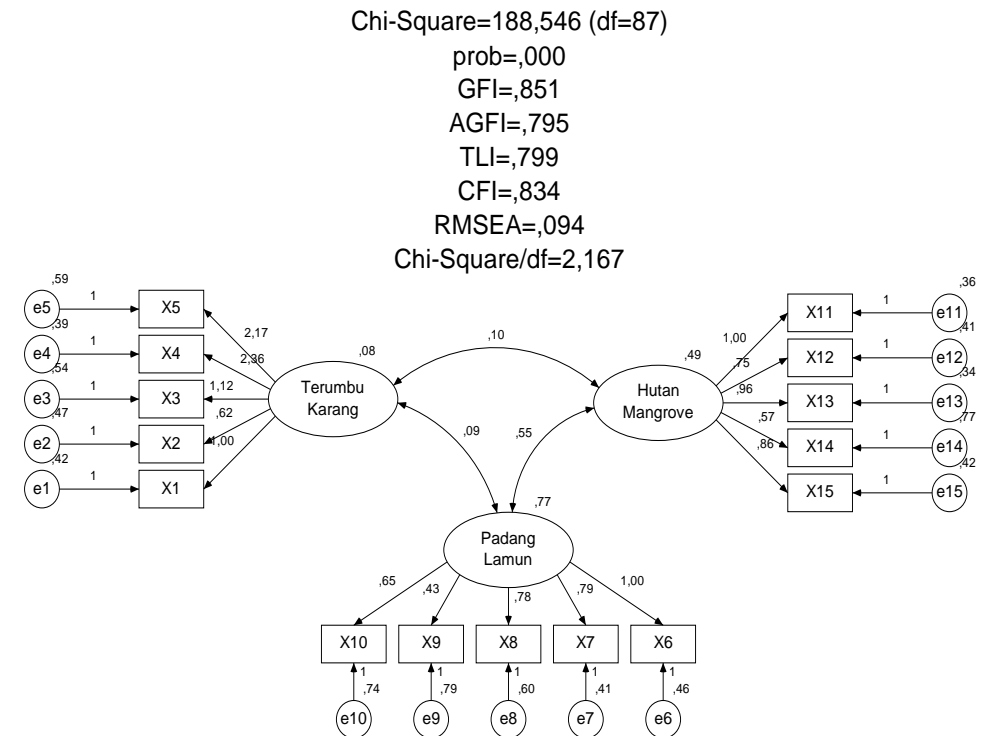 Chi-Square=188,546 (df=87)
prob=,000
GFI=,851
AGFI=,795
TLI=,799
CFI=,834
RMSEA=,094
Chi-Square/df=2,167
,59
e5
1
X5
2,17
,39
e4
1
X4
2,36
,54
e3
1
X3
1,12
,47
e2
1
X2
,62
,42
e1
1
X1
1,00
,08
Terumbu
Karang
,10
,09
,55
,49
Hutan
Mangrove
1,00
X11
1
e11
,36
,75
X12
1
e12
,41
,96
X13
1
e13
,34
,57
X14
1
e14
,77
,86
X15
1
e15
,42
,77
Padang
Lamun
,65
,43
,78
,79
1,00
X10
X9
X8
X7
X6
1
1
1
1
1
,74
,79
,60
,41
,46
e10
e9
e8
e7
e6